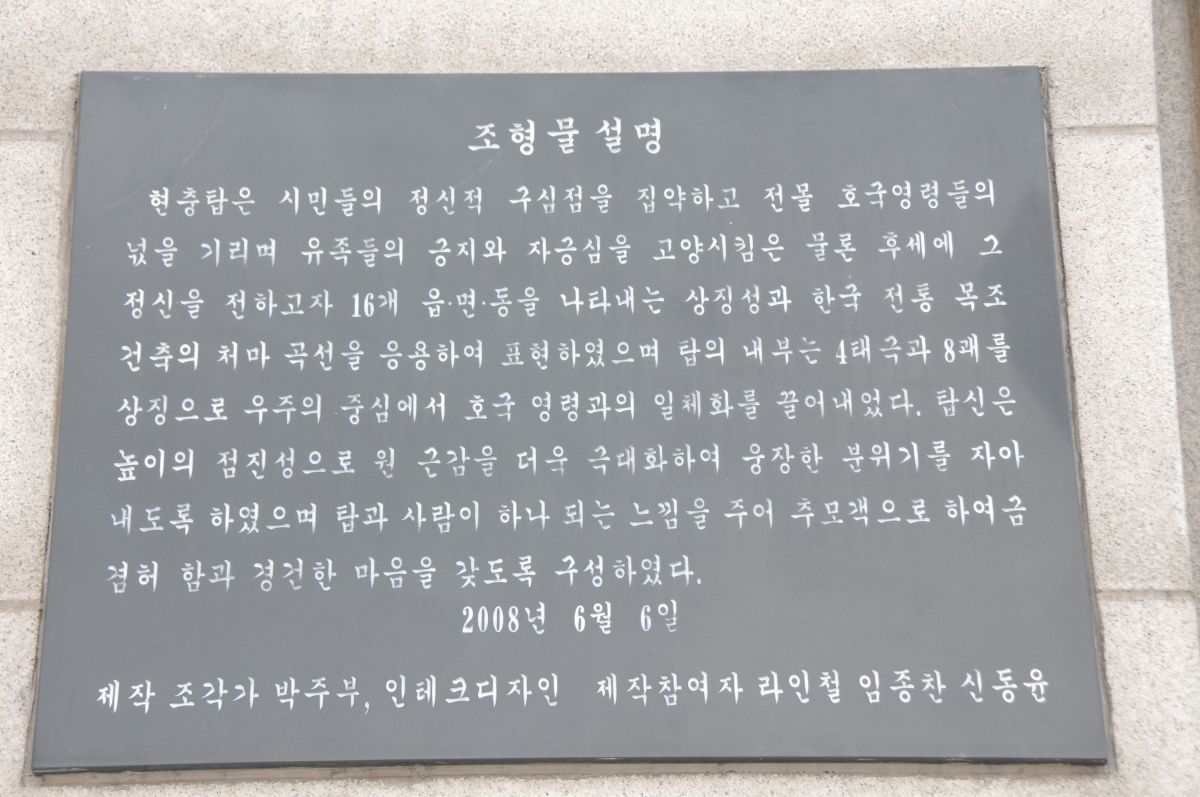 조형물 설명
현충탑은 시민들의 정신적 구심점을 집약하고 전몰 호국영령들의
넋을 기리며 유족들의 긍지와 자긍심을 고양시킴은 물론 후세에 그
정신을 전하고자 16개 읍·면·동을 나타내는 상징성과 한국 전통 목조
건축의 처마 곡선을 응용하여 표현하였으며 탑의 내부는 4태극과 8괘를
상징으로 우주의 중심에서 호국 영령과의 일체화를 끌어내었다. 탑신은
높이의 점진성으로 원 근감을 더욱 극대화하여 웅장한 분위기를 자아
내도록 하였으며 탑과 사람이 하나 되는 느낌을 주어 추모객으로 하여금
겸허 함과 경건한 마음을 갖도록 구성하였다.
2008년 6월 6일
제작 조각가 박주부, 인테크디자인 제작참여자 라인철 임종찬 신동윤